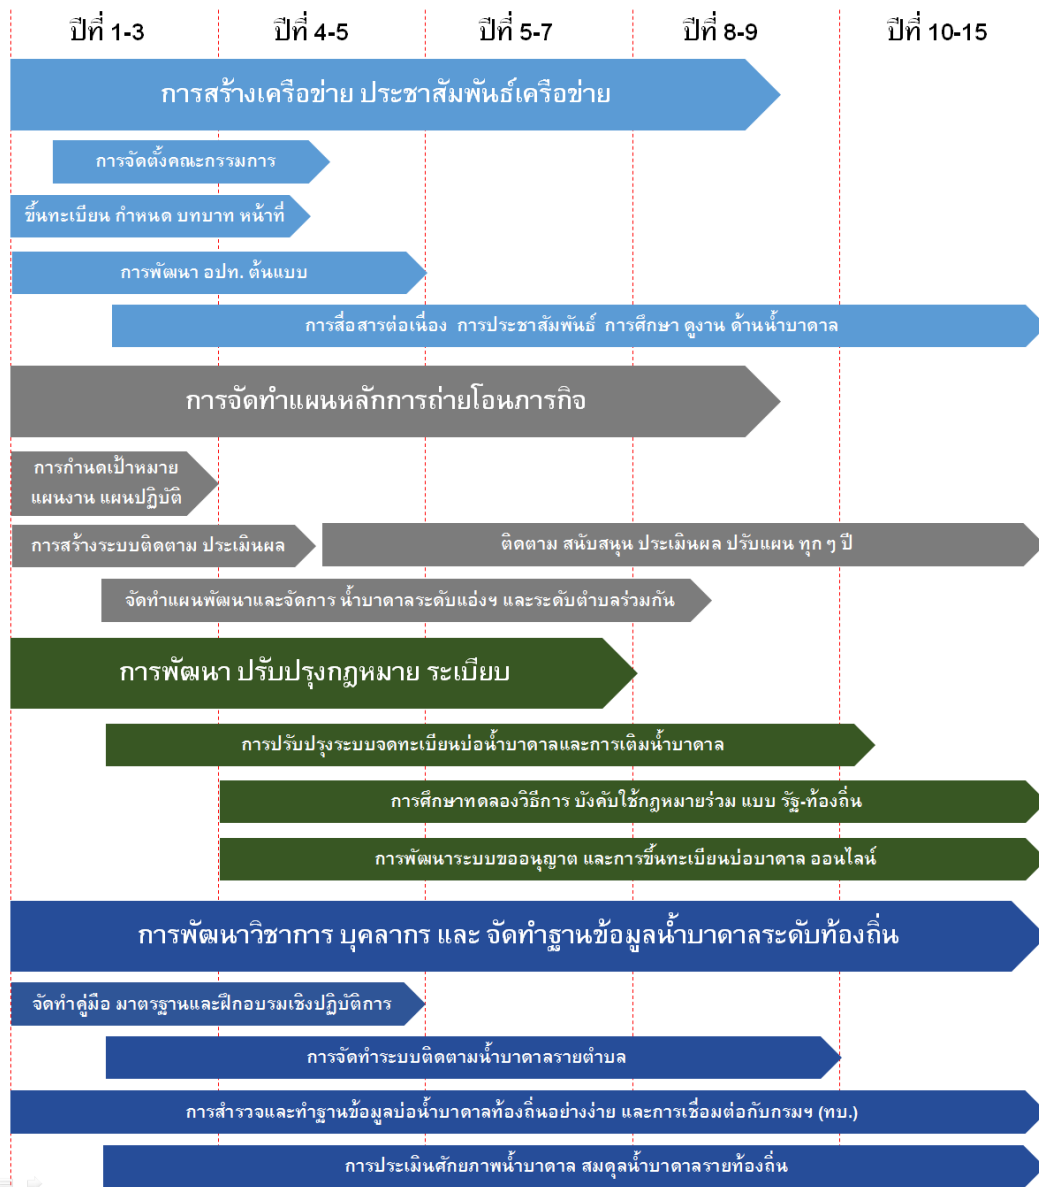 ปีที่ 1-3 ปีที่ 4-5 ปีที่ 5-7 ปีที่ 8-9 ปีที่ 10-15
การสร้างเครือข่าย ประชาสัมพันธ์เครือข่าย
การจัดตั้งคณะกรรมการ
ขึ้นทะเบียน กำหนด บทบาท หน้าที่
การพัฒนา อปท. ต้นแบบ
การสื่อสารต่อเนื่อง การประชาสัมพันธ์ การศึกษา ดูงาน ด้านน้ำบาดาล
การจัดทำแผนหลักการถ่ายโอนภารกิจ
การกำนดเป้าหมาย
แผนงาน แผนปฏิบัติ
การสร้างระบบติดตาม ประเมินผล
ติดตาม สนับสนุน ประเมินผล ปรับแผน ทุก ๆ ปี
จัดทำแผนพัฒนาและจัดการ น้ำบาดาลระดับแอ่งฯ และระดับตำบลร่วมกัน
การพัฒนา ปรับปรุงกฎหมาย ระเบียบ
การปรับปรุงระบบจดทะเบียนบ่อน้ำบาดาลและการเติมน้ำบาดาล
การศึกษาทดลองวิธีการ บังคับใช้กฎหมายร่วม แบบ รัฐ-ท้องถิ่น
การพัฒนาระบบขออนุญาต และการขึ้นทะเบียนบ่อบาดาล ออนไลน์
การพัฒนาวิชาการ บุคลากร และ จัดทำฐานข้อมูลน้ำบาดาลระดับท้องถิ่น
จัดทำคู่มือ มาตรฐานและฝึกอบรมเชิงปฏิบัติการ
การจัดทำระบบติดตามน้ำบาดาลรายตำบล
การสำรวจและทำฐานข้อมูลบ่อน้ำบาดาลท้องถิ่นอย่างง่าย และการเชื่อมต่อกับกรมฯ (ทบ.)
การประเมินศักยภาพน้ำบาดาล สมดุลน้ำบาดาลรายท้องถิ่น